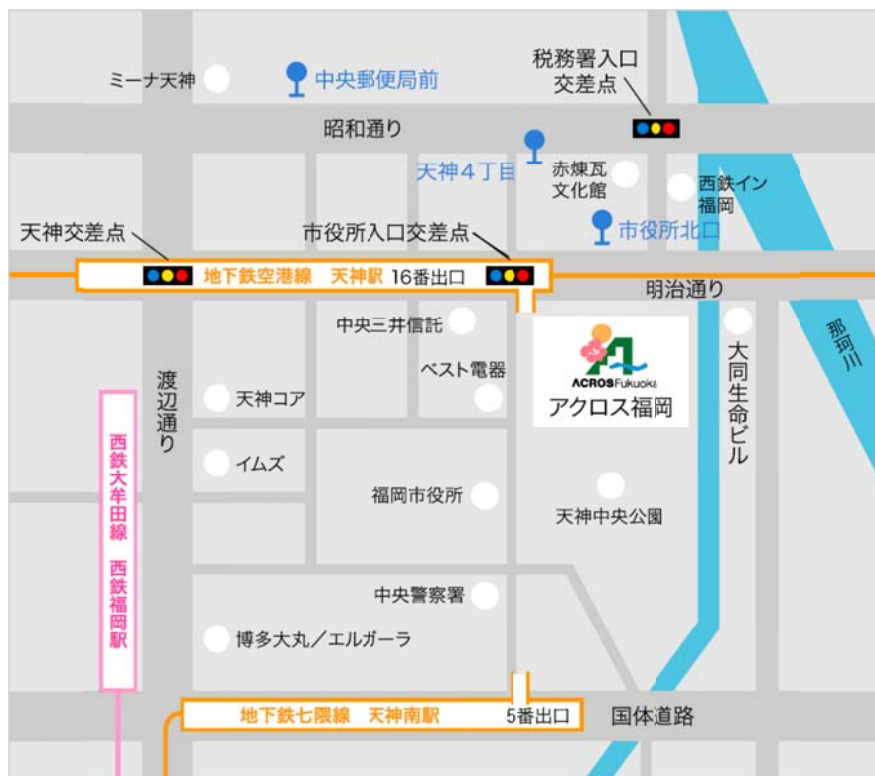 ミーナ天神
中央郵便局前
税務署入口
交差点
昭和通り
天神4丁目
赤煉瓦
文化館
西鉄イン
福岡
天神交差点
市役所入口交差点
市役所北口
地下鉄空港線 天神駅 16番出口
明治通り
中央三井信託
那珂川
渡辺通り
ベスト電器
ACROS Fukuoka
アクロス福岡
大同生命ビル
天神コア
西鉄大牟田線 西鉄福岡駅
イムズ
福岡市役所
天神中央公園
中央警察署
博多大丸/エルガーラ
地下鉄七隈線 天神南駅 5番出口
国体道路